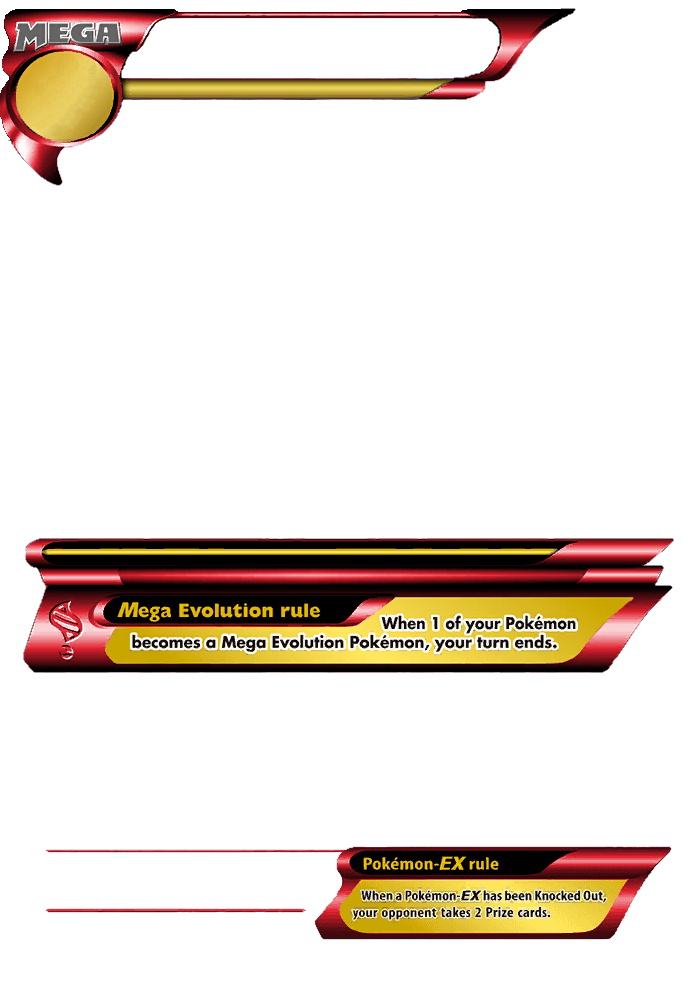 MEGA
Mega Evolution rule
When 1 of your Pokémon
becomes a Mega Evolution Pokémon, your turn ends.
Pokémon-EX rule
When a Pokémon-EX has been Knocked Out,
your opponent takes 2 Prize cards.